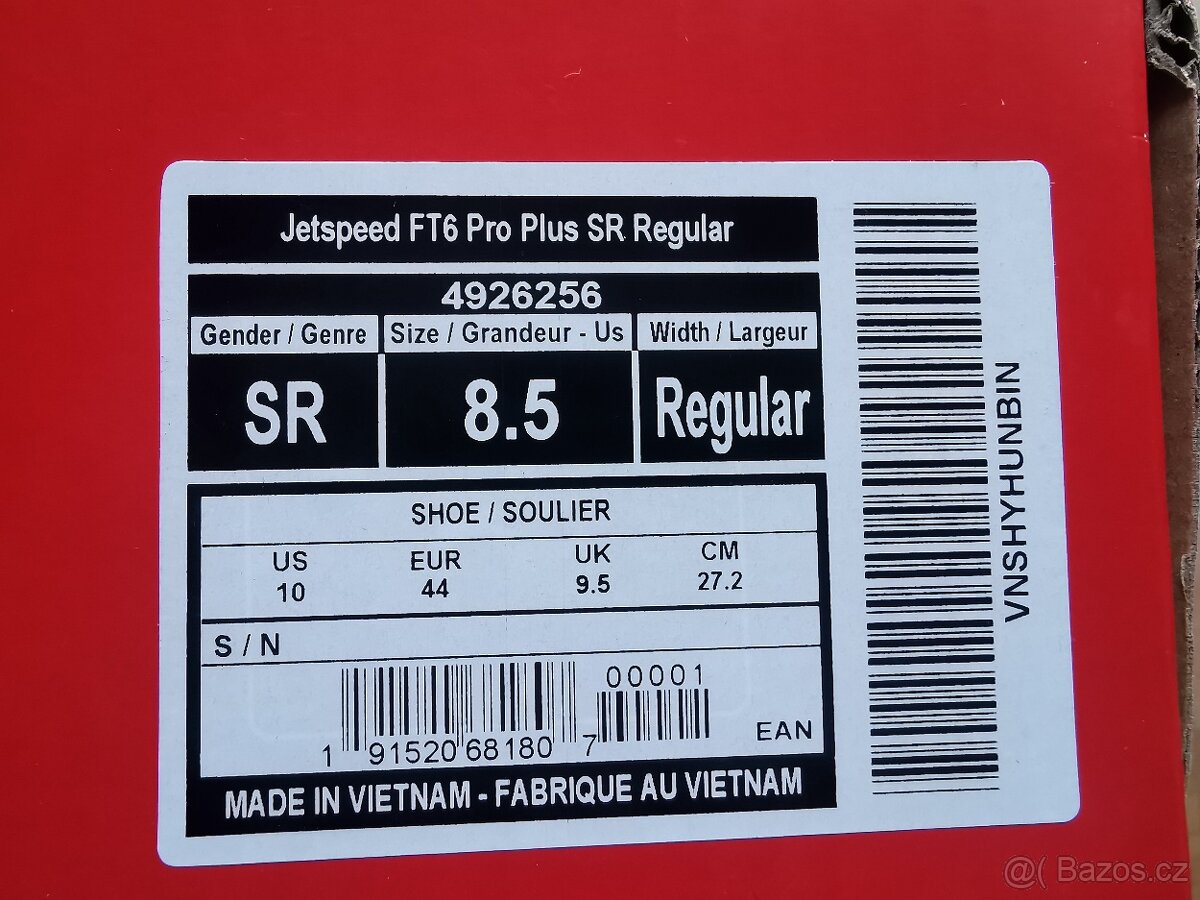 Jetspeed FT6 Pro Plus SR Regular
4926256
Gender / Genre Size / Grandeur - Us Width / Largeur
SR 8.5 Regular
SHOE / SOULIER
US EUR UK CM
10 44 9.5 27.2
S / N
00001
1 91520 68180 7
EAN
MADE IN VIETNAM - FABRIQUE AU VIETNAM
VNSHYHUNBIN
@( Bazos.cz